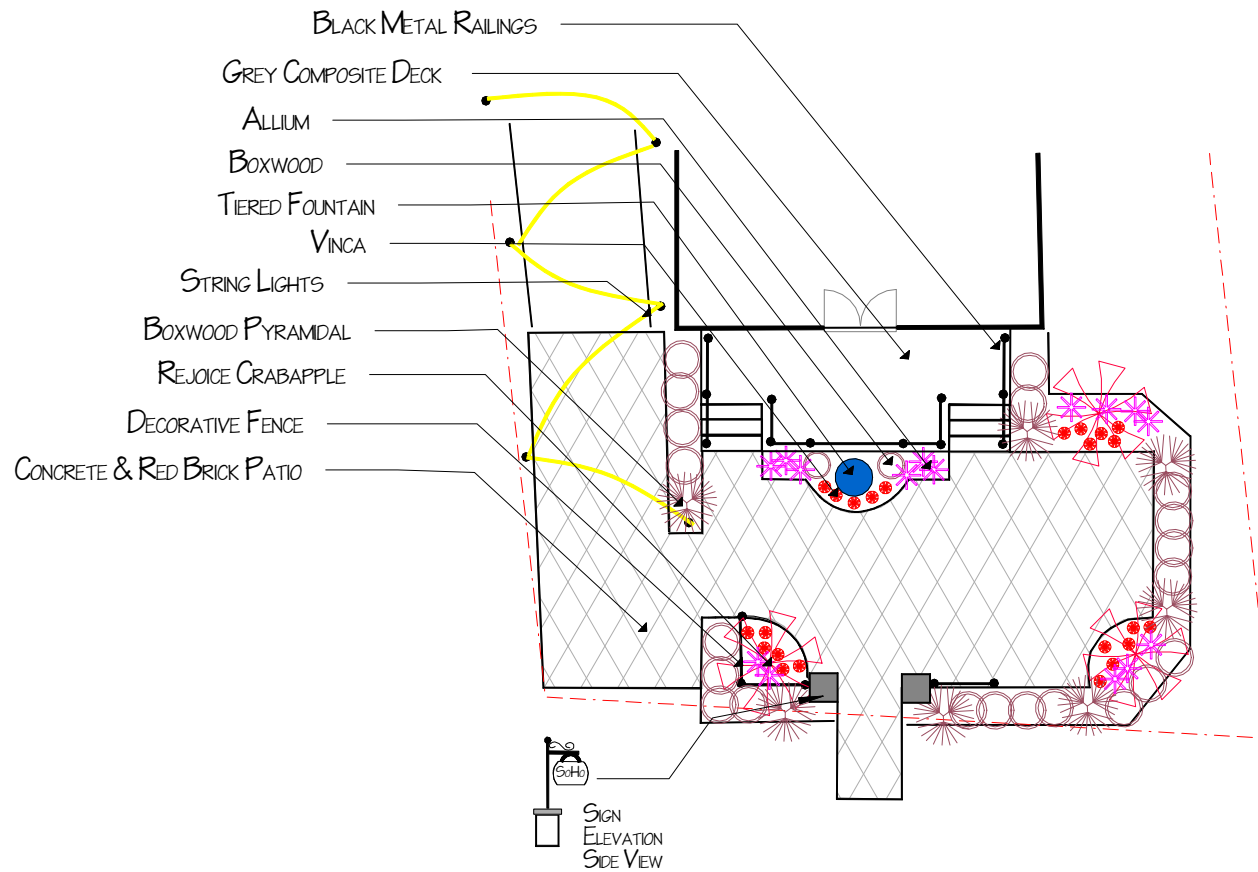 Black Metal Railings
Grey Composite Deck
Allium
Boxwood
Tiered Fountain
Vinca
String Lights
Boxwood Pyramidal
Rejoice Crabapple
Decorative Fence
Concrete & Red Brick Patio
SoHo
Sign
Elevation
Side View